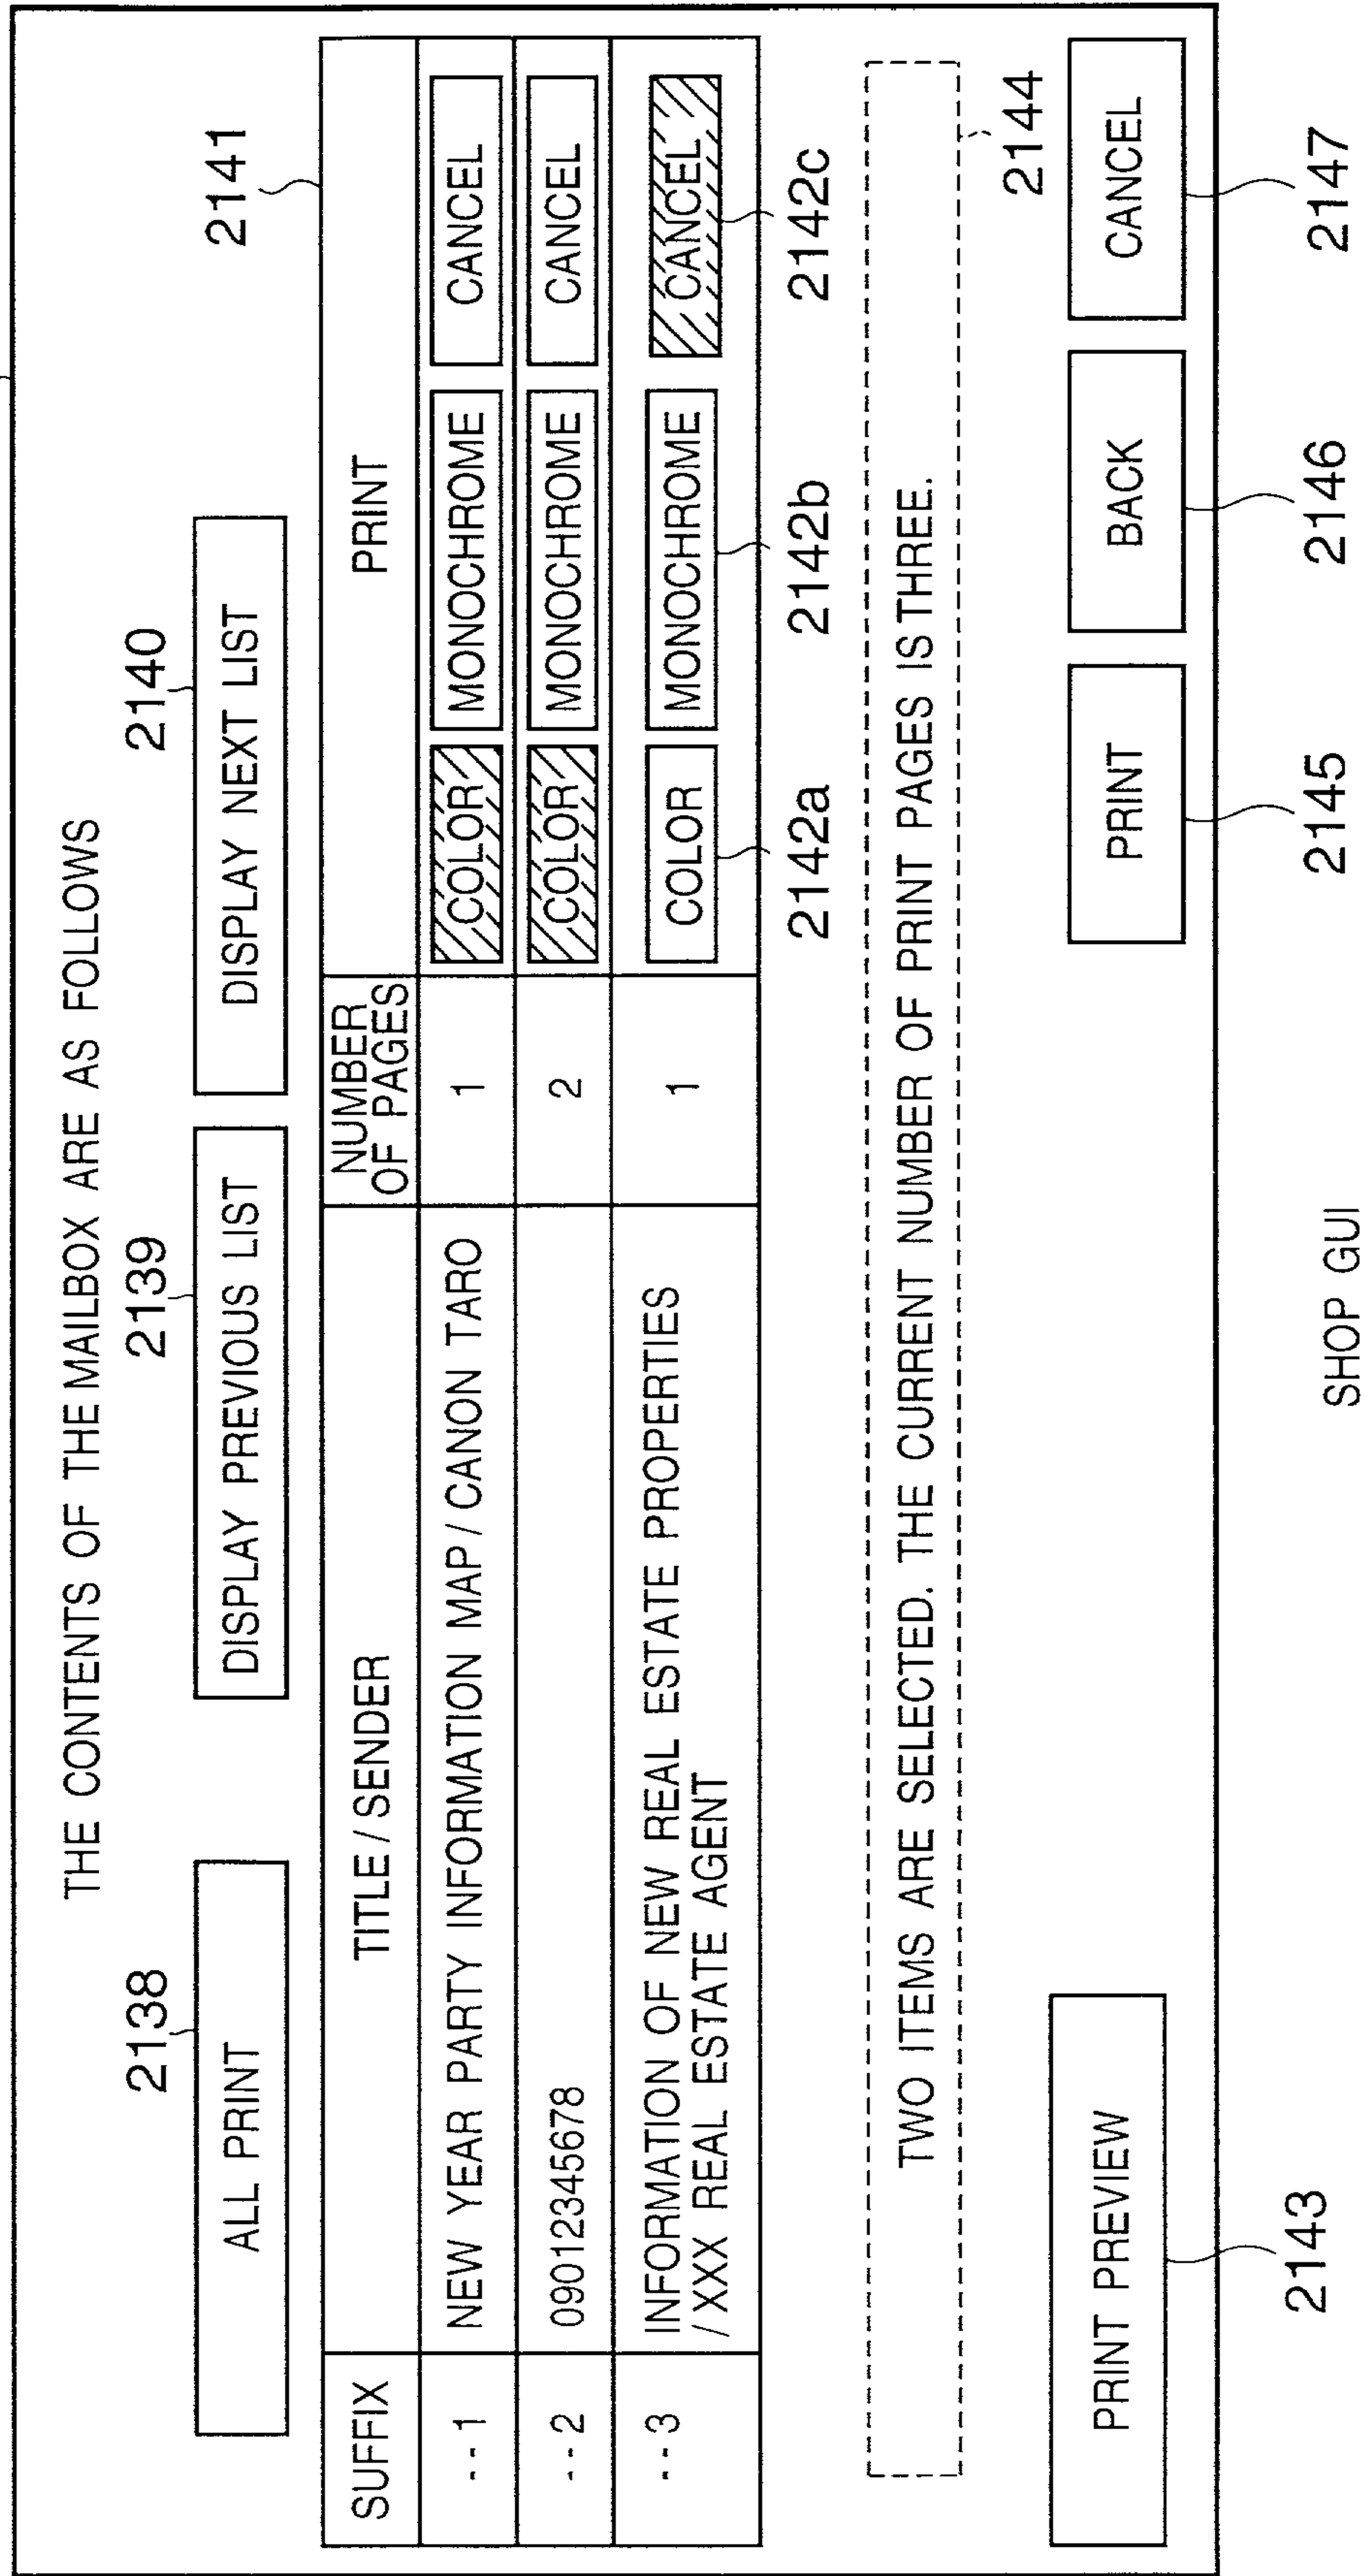 THE CONTENTS OF THE MAILBOX ARE AS FOLLOWS
2138
2139
2140
2141
ALL PRINT
DISPLAY PREVIOUS LIST
DISPLAY NEXT LIST
SUFFIX
TITLE / SENDER
NUMBER
OF PAGES
PRINT
- - 1
NEW YEAR PARTY INFORMATION MAP / CANON TARO
1
COLOR
MONOCHROME
CANCEL
- - 2
09012345678
2
COLOR
MONOCHROME
CANCEL
- - 3
INFORMATION OF NEW REAL ESTATE PROPERTIES
/ XXX REAL ESTATE AGENT
1
COLOR
MONOCHROME
CANCEL
2142a
2142b
2142c
TWO ITEMS ARE SELECTED. THE CURRENT NUMBER OF PRINT PAGES IS THREE.
2144
PRINT PREVIEW
PRINT
BACK
CANCEL
2143
2145
2146
2147
SHOP GUI